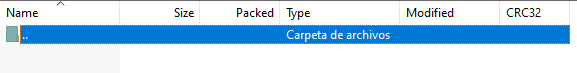 Name Size Packed Type Modified CRC32
.. Carpeta de archivos